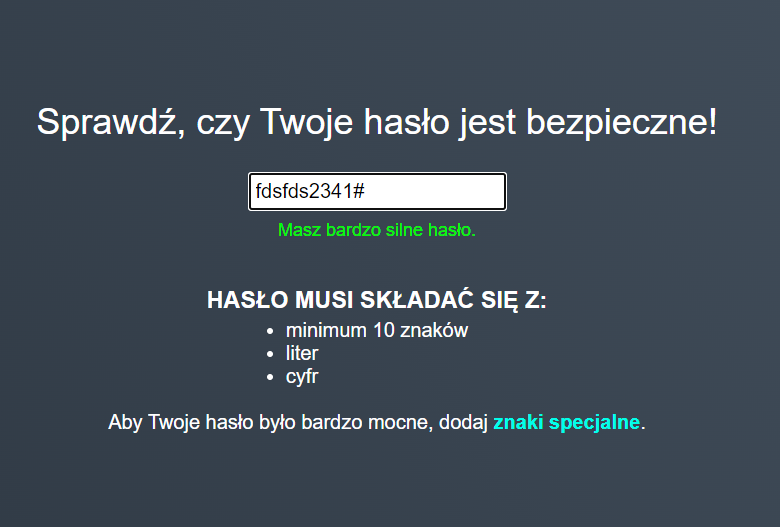 Sprawdź, czy Twoje hasło jest bezpieczne!
fdsfds2341#
Masz bardzo silne hasło.
HASŁO MUSI SKŁADAĆ SIĘ Z:
• minimum 10 znaków
• liter
• cyfr
Aby Twoje hasło było bardzo mocne, dodaj znaki specjalne.